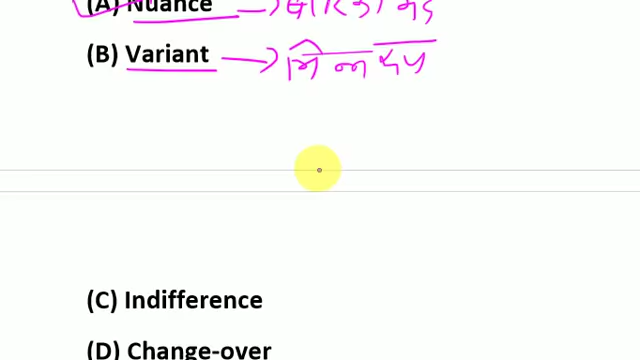 (A) Nuance → बारीक भेद
(B) Variant → भिन्न रूप
(C) Indifference
(D) Change-over